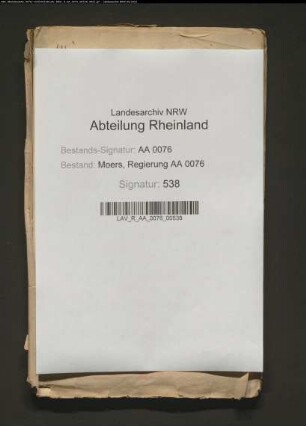 Landesarchiv NRW
Abteilung Rheinland
Bestands-Signatur: AA 0076
Bestand: Moers, Regierung AA 0076
Signatur: 538
LAV_R_AA_0076_00538